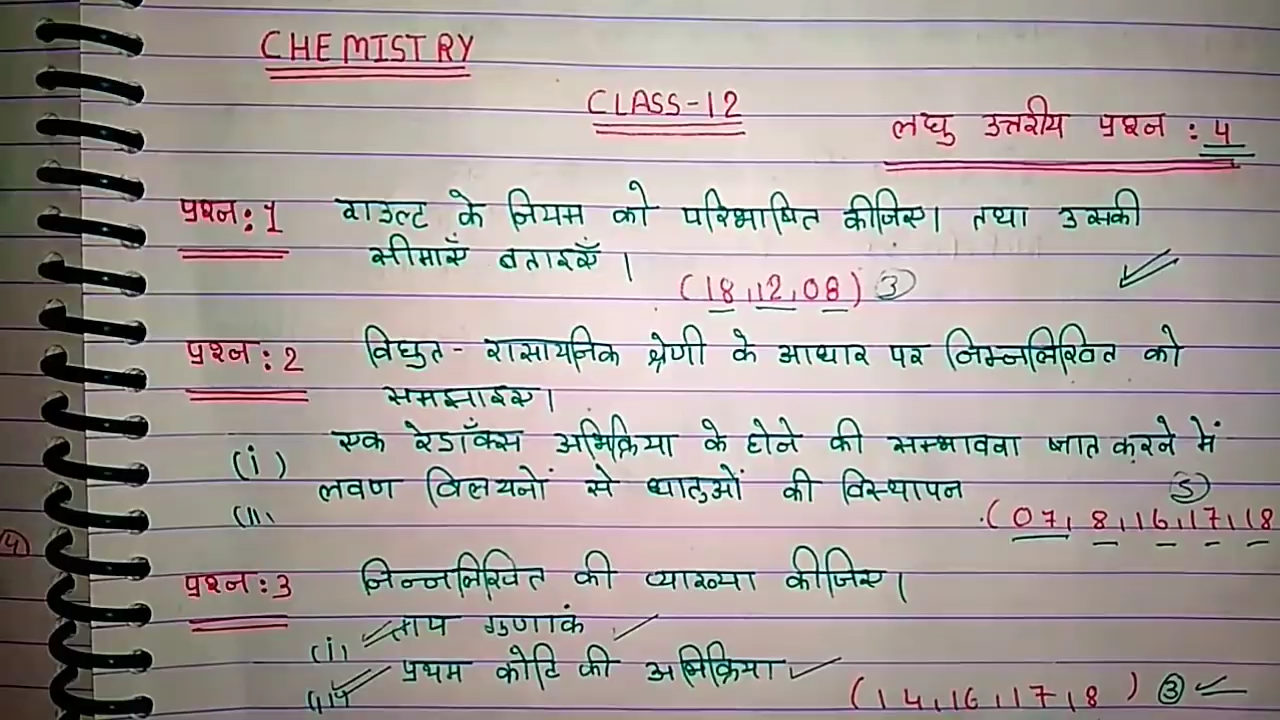 CHEMISTRY
CLASS-12
लघु उत्तरीय प्रश्न : 4
प्रश्न:1 राउल्ट के नियम को परिभाषित कीजिए। तथा उसकी
सीमाएँ बताइएँ।
(18,12,08) 3
प्रश्न:2 विद्युत-रासायनिक श्रेणी के आधार पर निम्नलिखित को
समझाइए।
(i) एक रेडॉक्स अभिक्रिया के होने की सम्भावना ज्ञात करने में
(ii) लवण विलयनों से धातुओं की विस्थापन
5
(07,8,16,17,18
4
प्रश्न:3 निन्नलिखित की व्याख्या कीजिए।
(i) ताप गुणाकं
(ii) प्रथम कोटि की अभिक्रिया
(14,16,17,8) 3